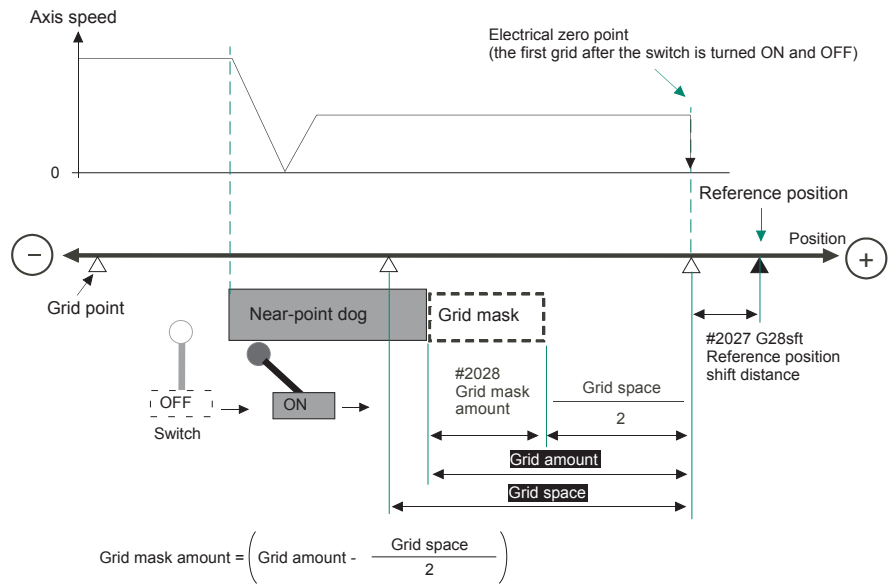 Axis speed
Electrical zero point
(the first grid after the switch is turned ON and OFF)
0
Reference position
Position
−
+
Grid point
Near-point dog
Grid mask
#2027 G28sft
Reference position
shift distance
#2028
Grid mask
amount
Grid space
2
OFF
ON
Switch
Grid amount
Grid space
Grid mask amount = ( Grid amount - Grid space
2 )